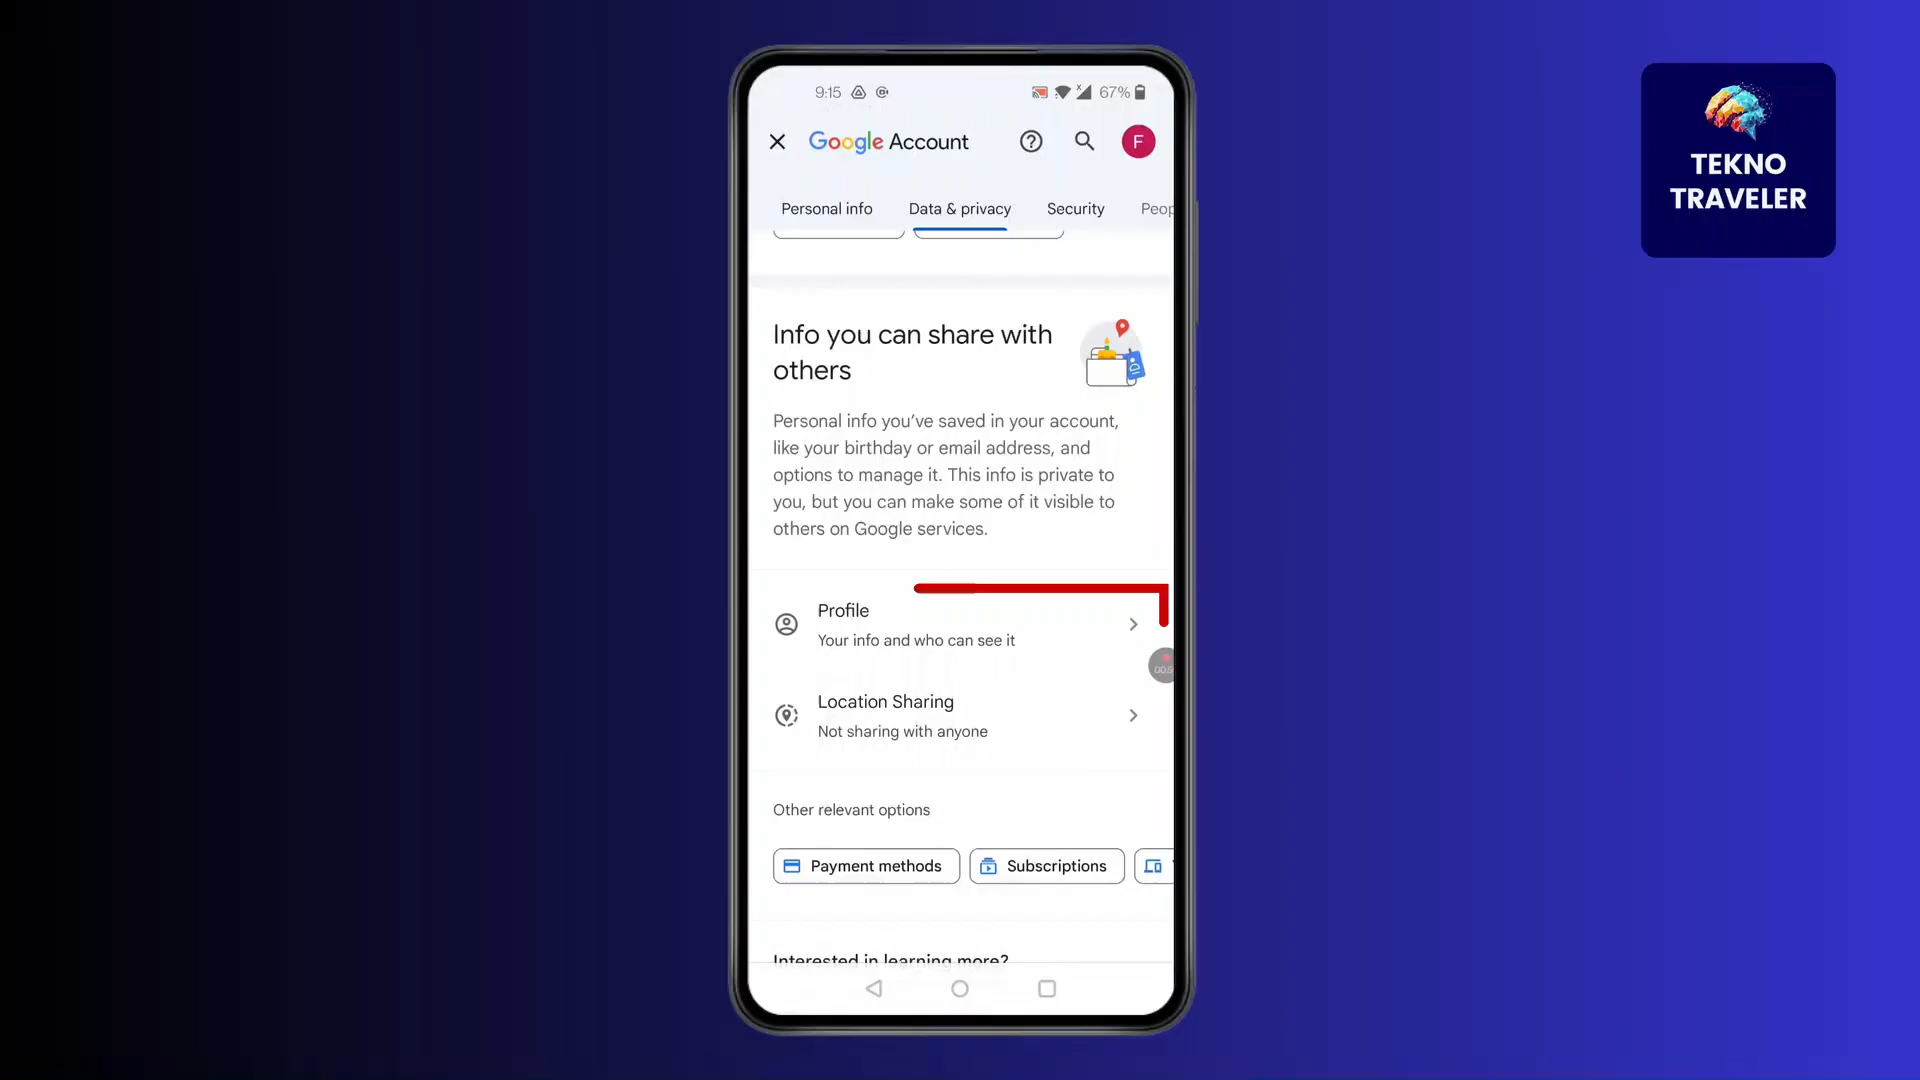 9:15
67%
TEKNO
TRAVELER
Google Account
F
Personal info
Data & privacy
Security
Peop
Info you can share with
others
Personal info you’ve saved in your account,
like your birthday or email address, and
options to manage it. This info is private to
you, but you can make some of it visible to
others on Google services.
Profile
Your info and who can see it
Location Sharing
Not sharing with anyone
Other relevant options
Payment methods
Subscriptions
Interested in learning more?